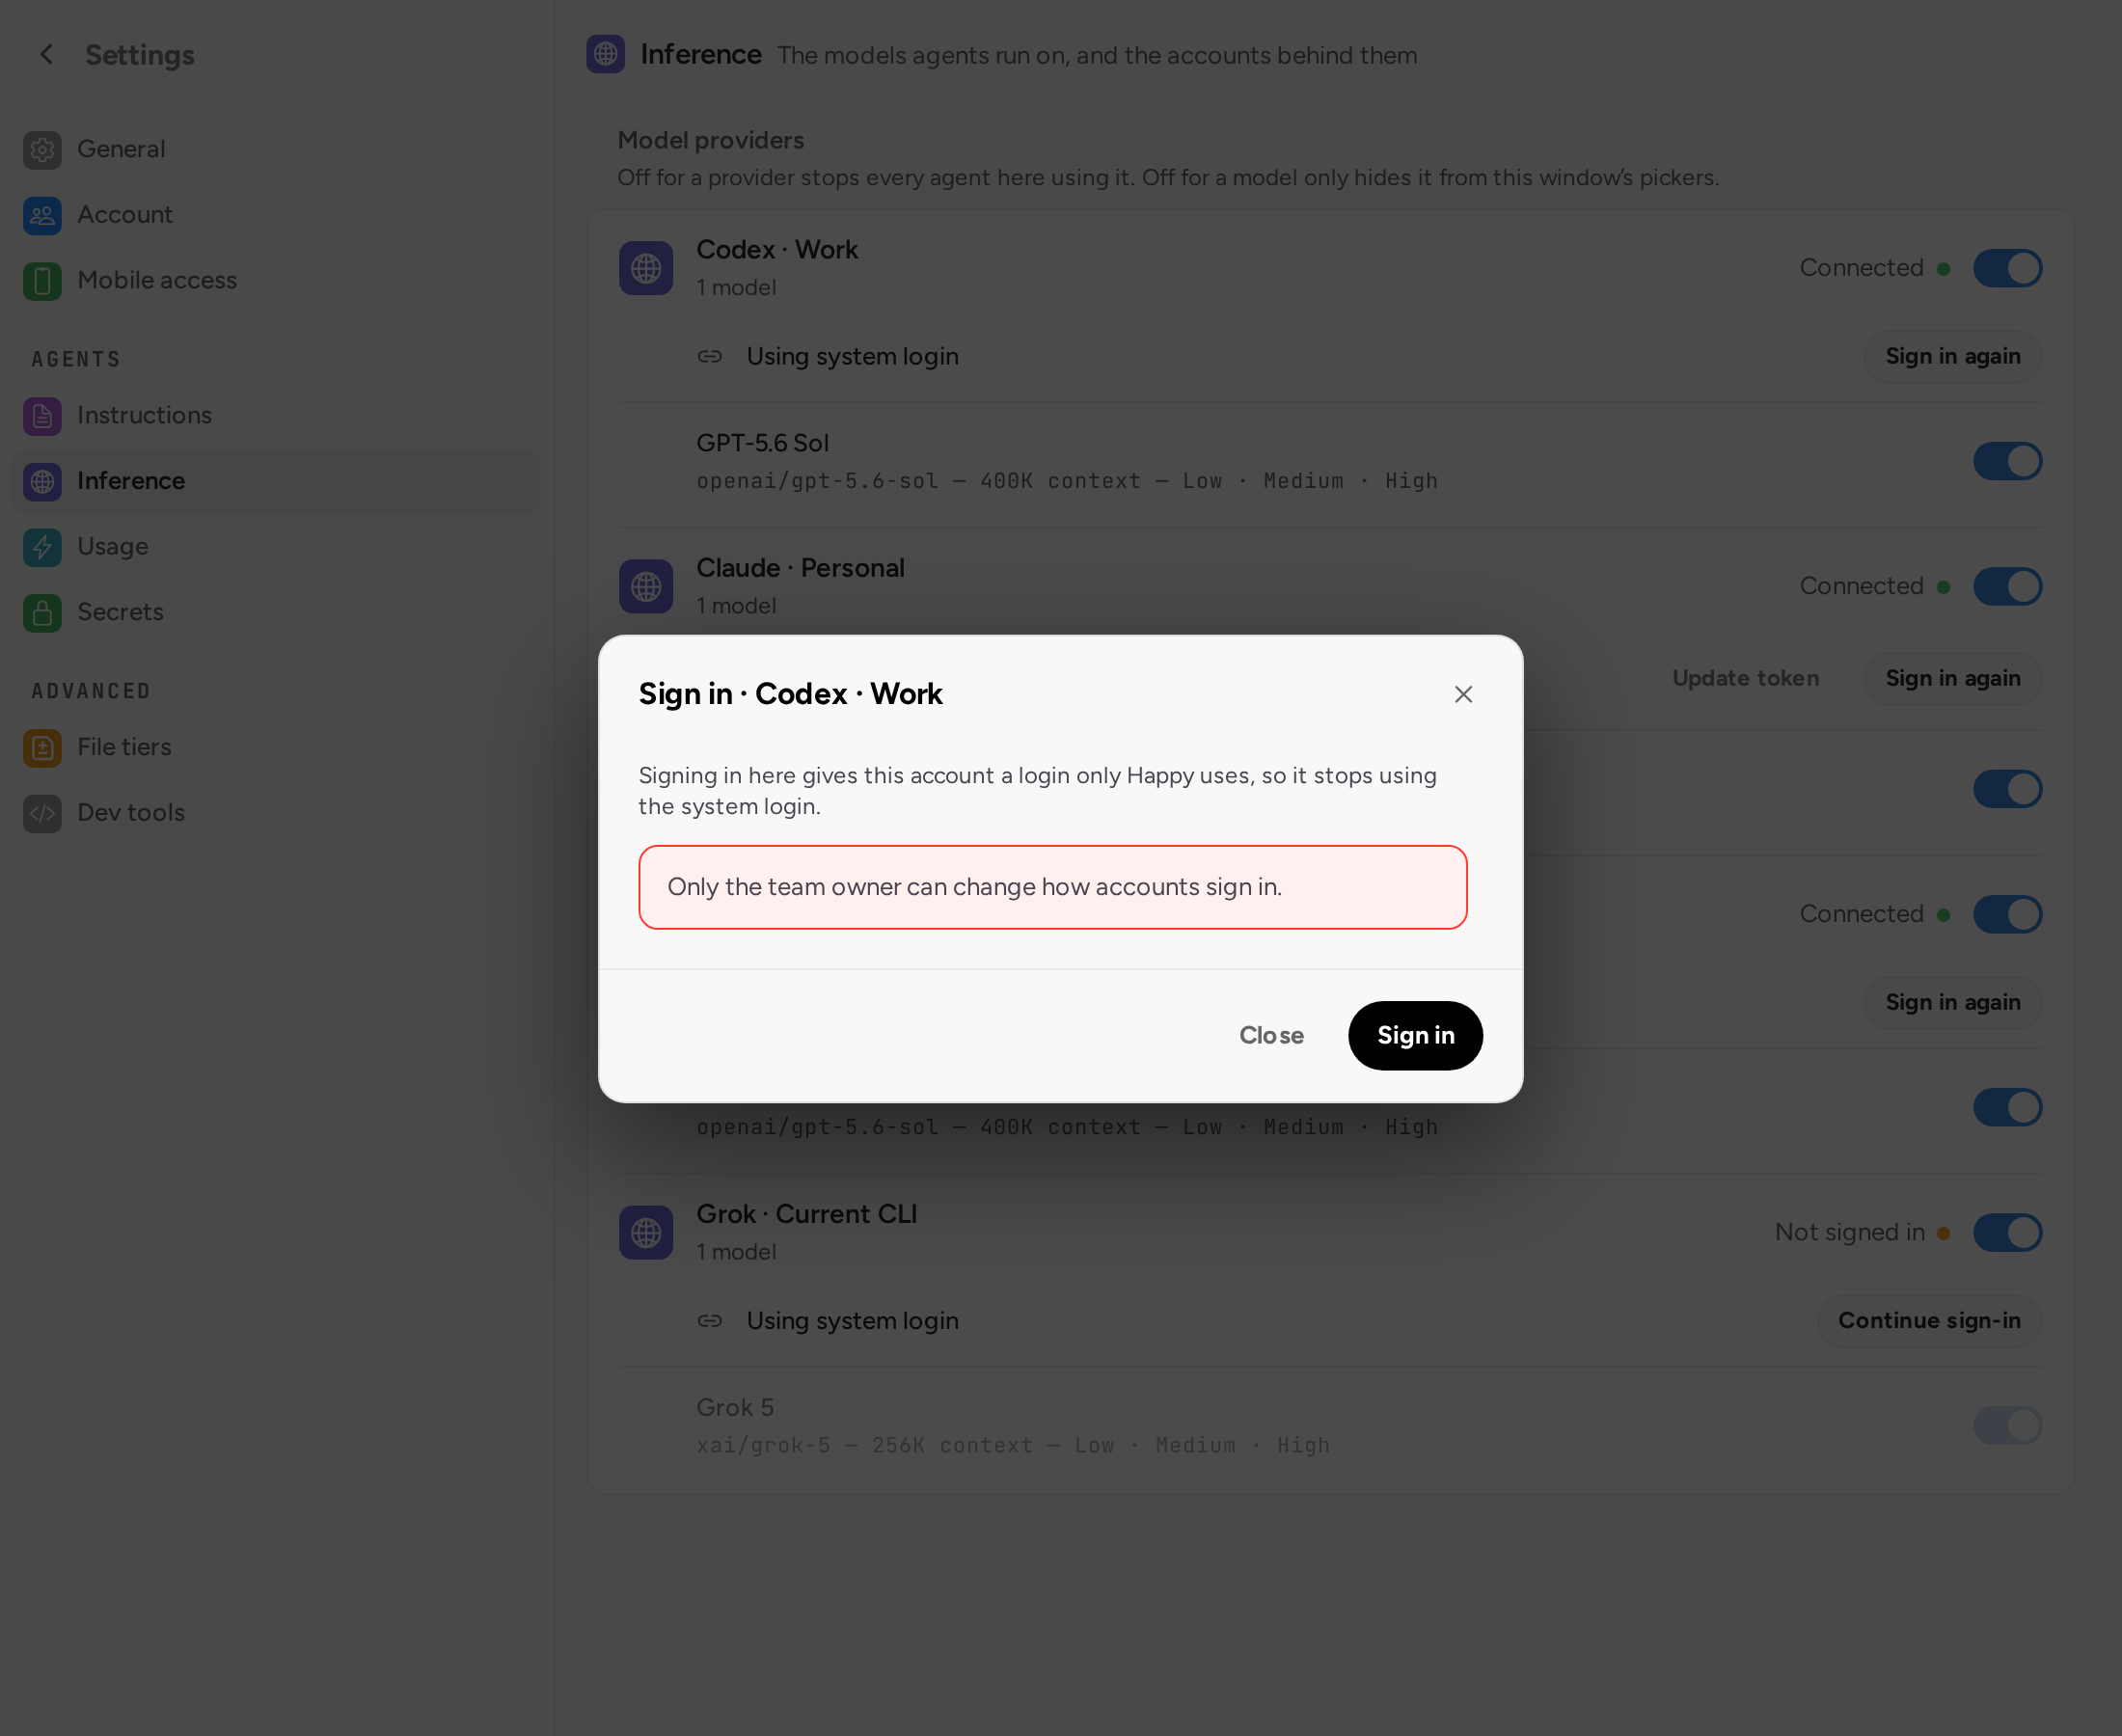 Settings
General
Account
Mobile access
AGENTS
Instructions
Inference
Usage
Secrets
ADVANCED
File tiers
Dev tools
Inference The models agents run on, and the accounts behind them
Model providers
Off for a provider stops every agent here using it. Off for a model only hides it from this window’s pickers.
Codex · Work
1 model
Connected
Using system login
Sign in again
GPT-5.6 Sol
openai/gpt-5.6-sol — 400K context — Low · Medium · High
Claude · Personal
1 model
Connected
Update token
Sign in again
Sign in · Codex · Work
Signing in here gives this account a login only Happy uses, so it stops using
the system login.
Only the team owner can change how accounts sign in.
Close
Sign in
Connected
Sign in again
openai/gpt-5.6-sol — 400K context — Low · Medium · High
Grok · Current CLI
1 model
Not signed in
Using system login
Continue sign-in
Grok 5
xai/grok-5 — 256K context — Low · Medium · High